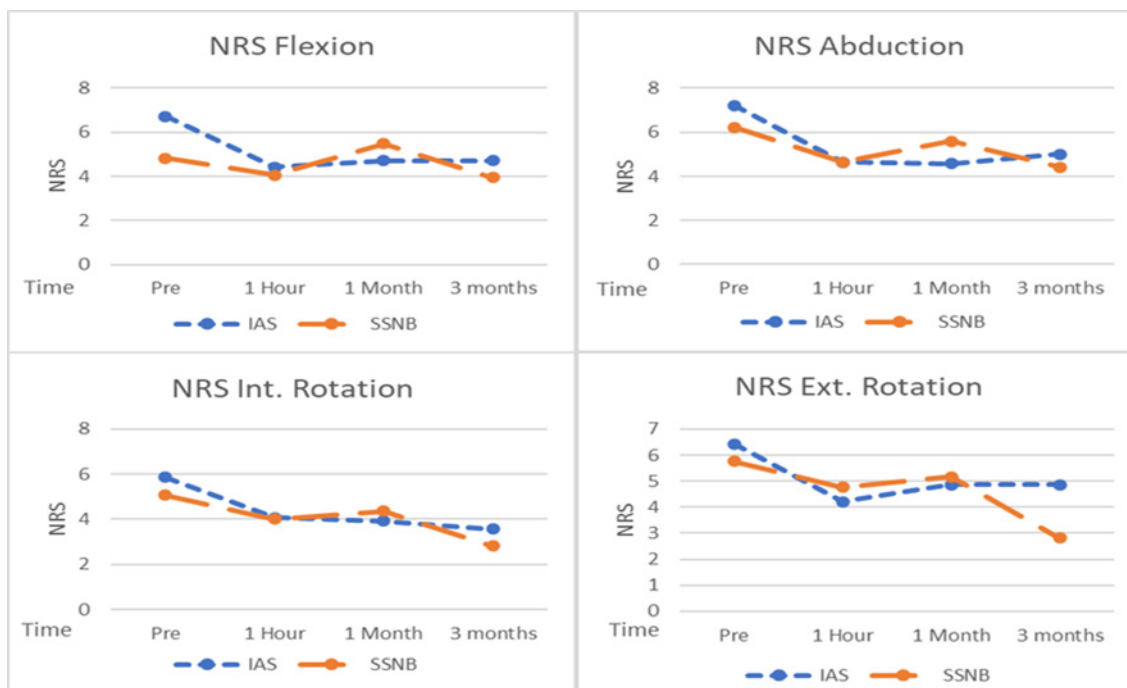 NRS Flexion
8
6
4
2
0
NRS
Time
Pre 1 Hour 1 Month 3 months
IAS SSNB
NRS Abduction
8
6
4
2
0
NRS
Time
Pre 1 Hour 1 Month 3 months
IAS SSNB
NRS Int. Rotation
8
6
4
2
0
NRS
Time
Pre 1 Hour 1 Month 3 months
IAS SSNB
NRS Ext. Rotation
7
6
5
4
3
2
1
0
NRS
Time
Pre 1 Hour 1 Month 3 months
IAS SSNB